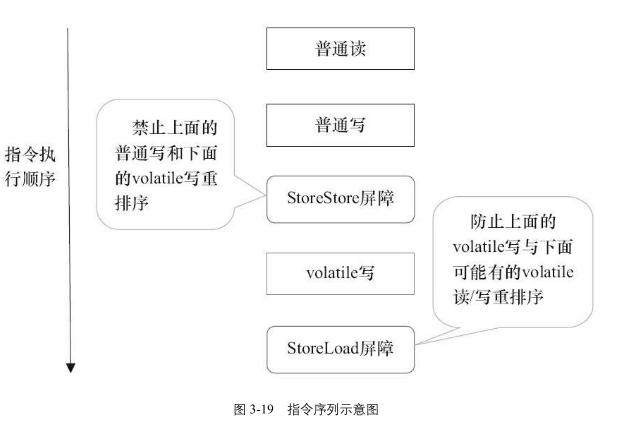 普通读
普通写
禁止上面的
普通写和下面
的volatile写重
排序
指令执
行顺序
StoreStore屏障
防止上面的
volatile写与下面
可能有的volatile
读/写重排序
volatile写
StoreLoad屏障
图 3-19 指令序列示意图